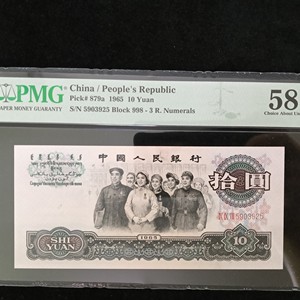 PMG
PAPER MONEY GUARANTY
China / People's Republic
Pick# 879a 1965 10 Yuan
S/N 5903925 Block 998 - 3 R. Numerals
58
Choice About Unc
中國人民銀行
拾圓
5903925
1965
SHI
YUAN
10